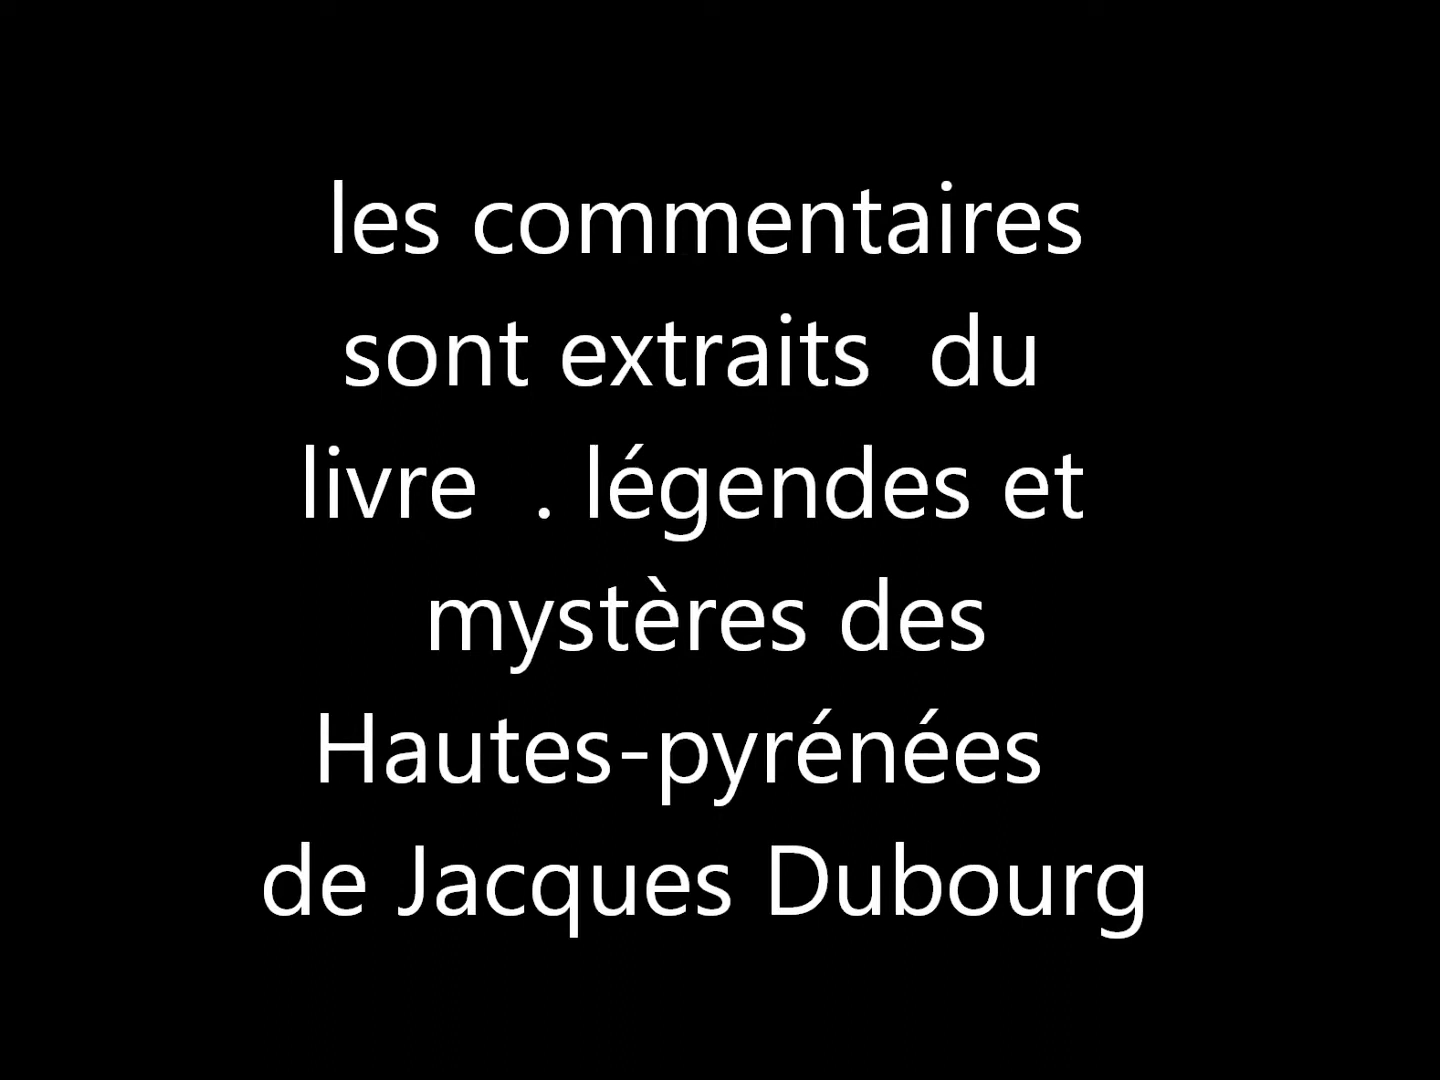 les commentaires
sont extraits  du
livre  . légendes et
mystères des
Hautes-pyrénées
de Jacques Dubourg